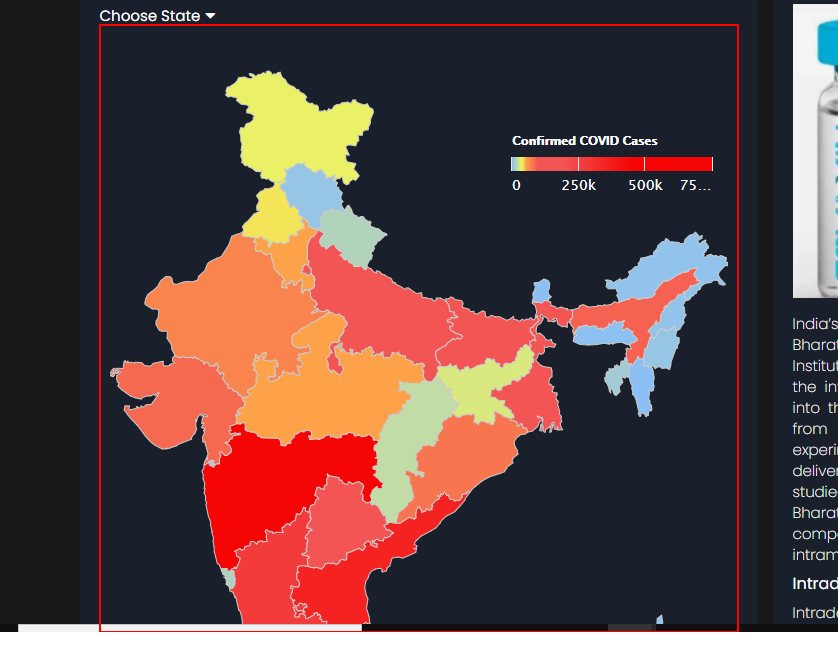 Choose State
Confirmed COVID Cases
0 250k 500k 75...
India's
Bharat
the in
into th
from
experi
deliver
studie
Bharat
compo
intram
Intrad
Intrade